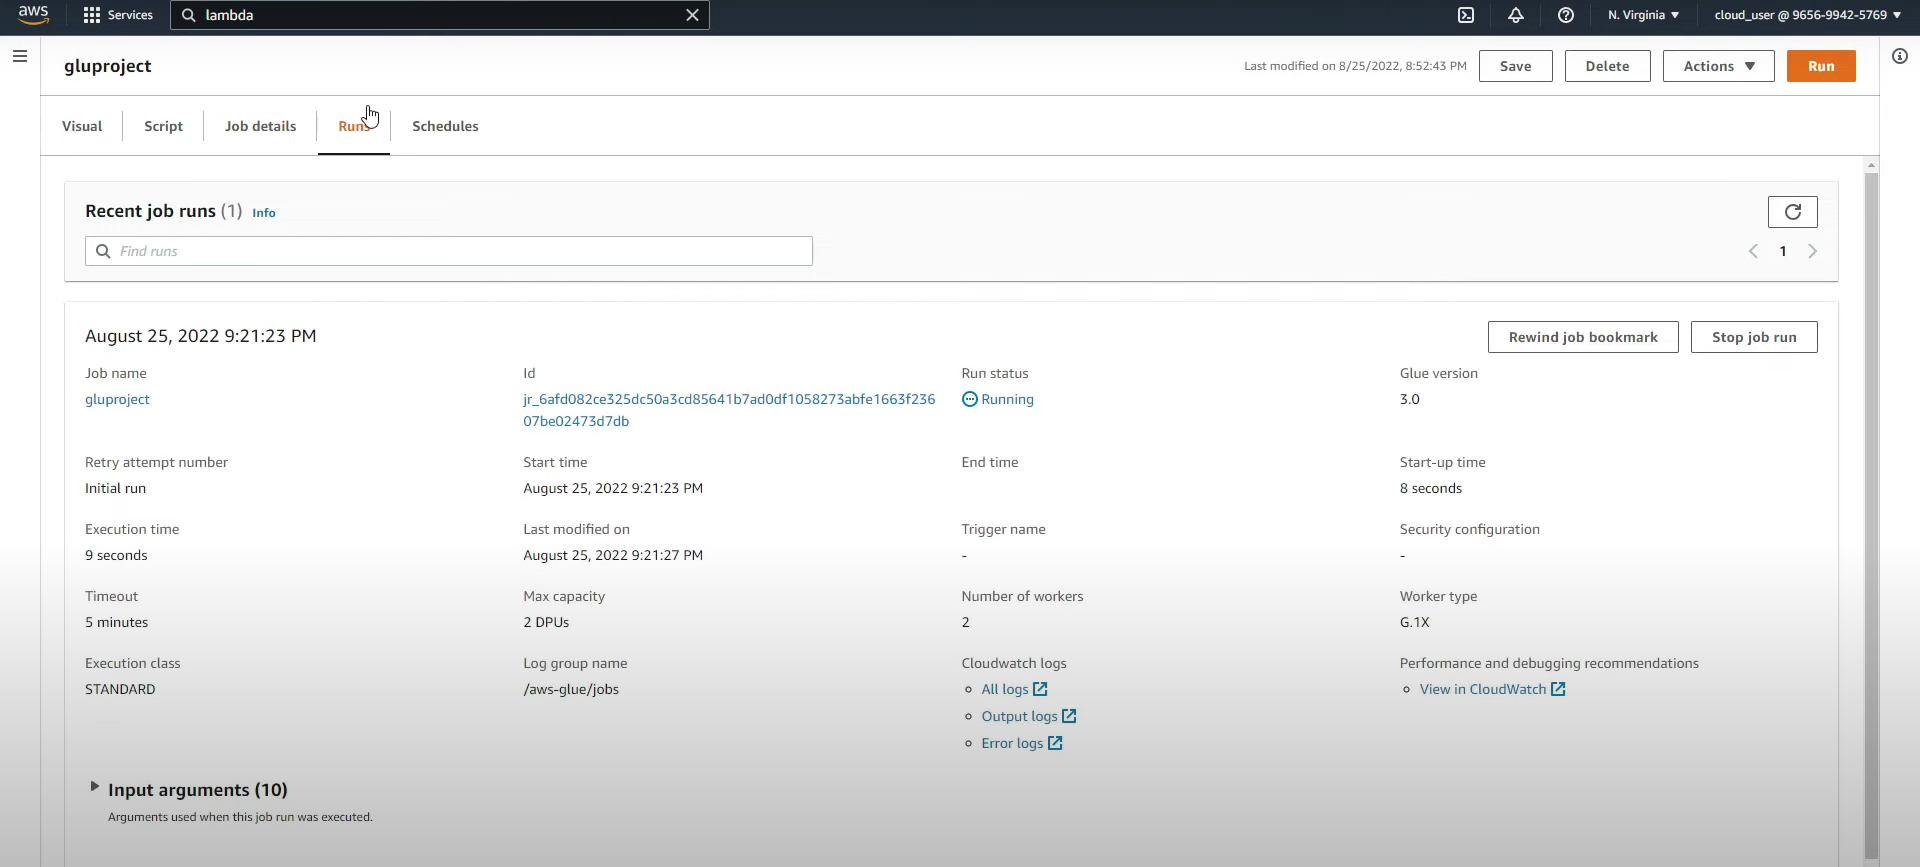 aws
Services
lambda
N. Virginia
cloud_user @ 9656-9942-5769
gluproject
Last modified on 8/25/2022, 8:52:43 PM
Save
Delete
Actions
Run
Visual
Script
Job details
Runs
Schedules
Recent job runs (1) Info
Find runs
1
August 25, 2022 9:21:23 PM
Rewind job bookmark
Stop job run
Job name
gluproject
Id
jr_6afd082ce325dc50a3cd85641b7ad0df1058273abfe1663f236
07be02473d7db
Run status
Running
Glue version
3.0
Retry attempt number
Initial run
Start time
August 25, 2022 9:21:23 PM
End time
Start-up time
8 seconds
Execution time
9 seconds
Last modified on
August 25, 2022 9:21:27 PM
Trigger name
-
Security configuration
-
Timeout
5 minutes
Max capacity
2 DPUs
Number of workers
2
Worker type
G.1X
Execution class
STANDARD
Log group name
/aws-glue/jobs
Cloudwatch logs
All logs
Output logs
Error logs
Performance and debugging recommendations
View in CloudWatch
Input arguments (10)
Arguments used when this job run was executed.